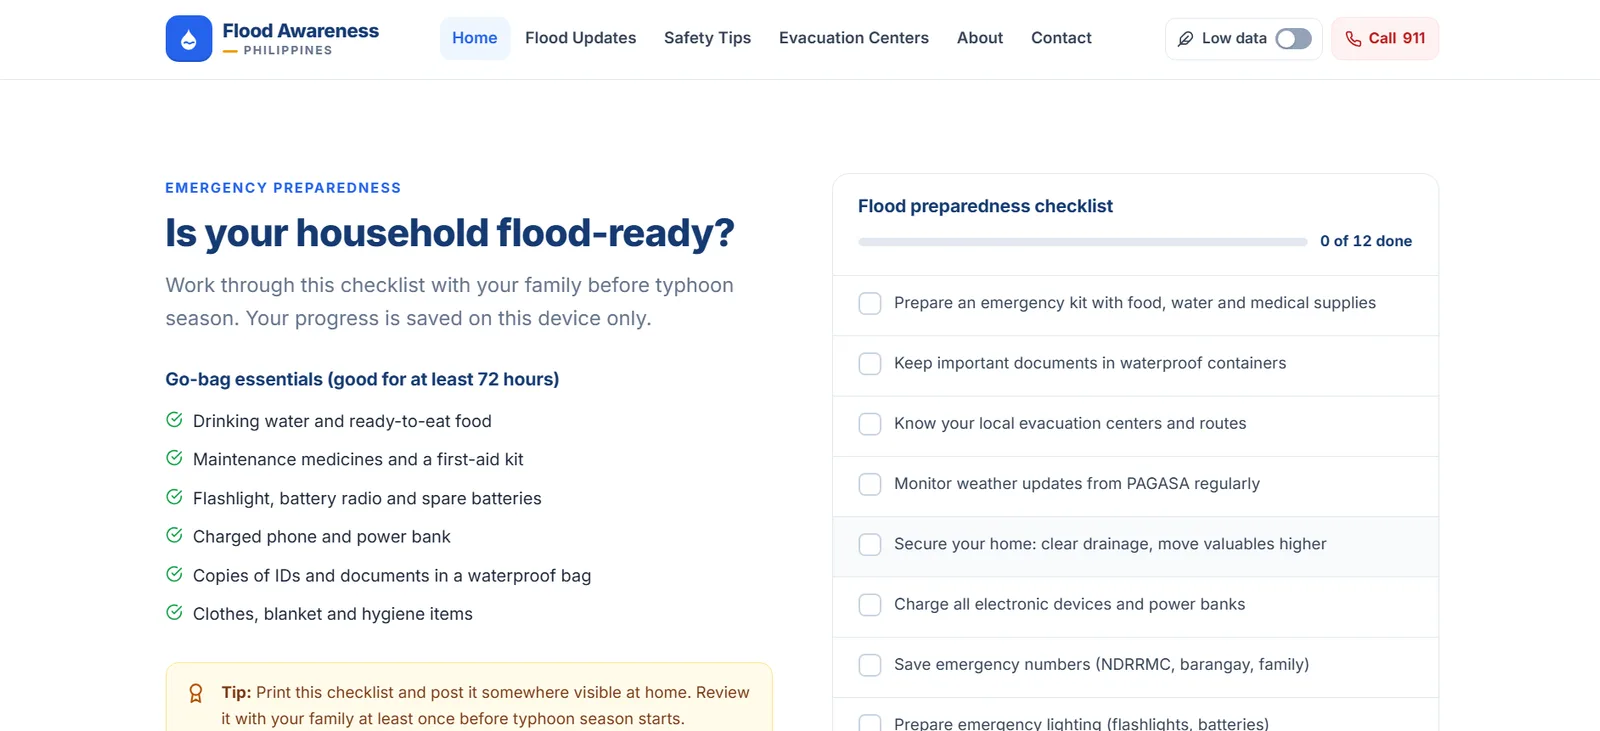 Flood Awareness
PHILIPPINES
Home
Flood Updates
Safety Tips
Evacuation Centers
About
Contact
Low data
Call 911
EMERGENCY PREPAREDNESS
Is your household flood-ready?
Work through this checklist with your family before typhoon
season. Your progress is saved on this device only.
Go-bag essentials (good for at least 72 hours)
Drinking water and ready-to-eat food
Maintenance medicines and a first-aid kit
Flashlight, battery radio and spare batteries
Charged phone and power bank
Copies of IDs and documents in a waterproof bag
Clothes, blanket and hygiene items
Tip: Print this checklist and post it somewhere visible at home. Review
it with your family at least once before typhoon season starts.
Flood preparedness checklist
0 of 12 done
Prepare an emergency kit with food, water and medical supplies
Keep important documents in waterproof containers
Know your local evacuation centers and routes
Monitor weather updates from PAGASA regularly
Secure your home: clear drainage, move valuables higher
Charge all electronic devices and power banks
Save emergency numbers (NDRRMC, barangay, family)
Prepare emergency lighting (flashlights, batteries)